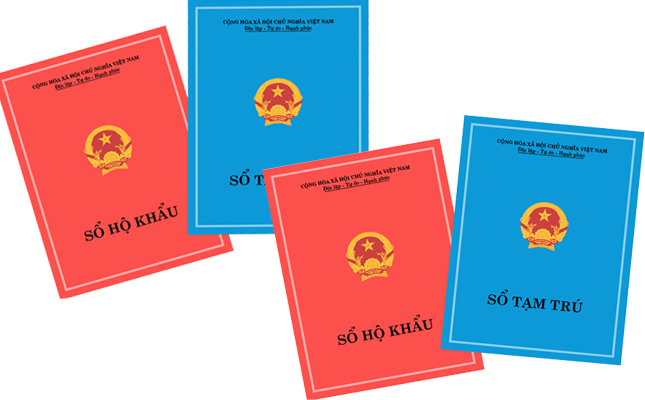 CỘNG HÒA XÃ HỘI CHỦ NGHĨA VIỆT NAM
Độc lập - Tự do - Hạnh phúc
SỔ HỘ KHẨU
CỘNG HÒA XÃ HỘI CHỦ NGHĨA VIỆT NAM
Độc lập - Tự do - Hạnh phúc
SỔ
CỘNG HÒA XÃ HỘI CHỦ NGHĨA VIỆT NAM
Độc lập - Tự do - Hạnh phúc
SỔ HỘ KHẨU
CỘNG HÒA XÃ HỘI CHỦ NGHĨA VIỆT NAM
Độc lập - Tự do - Hạnh phúc
SỔ TẠM TRÚ